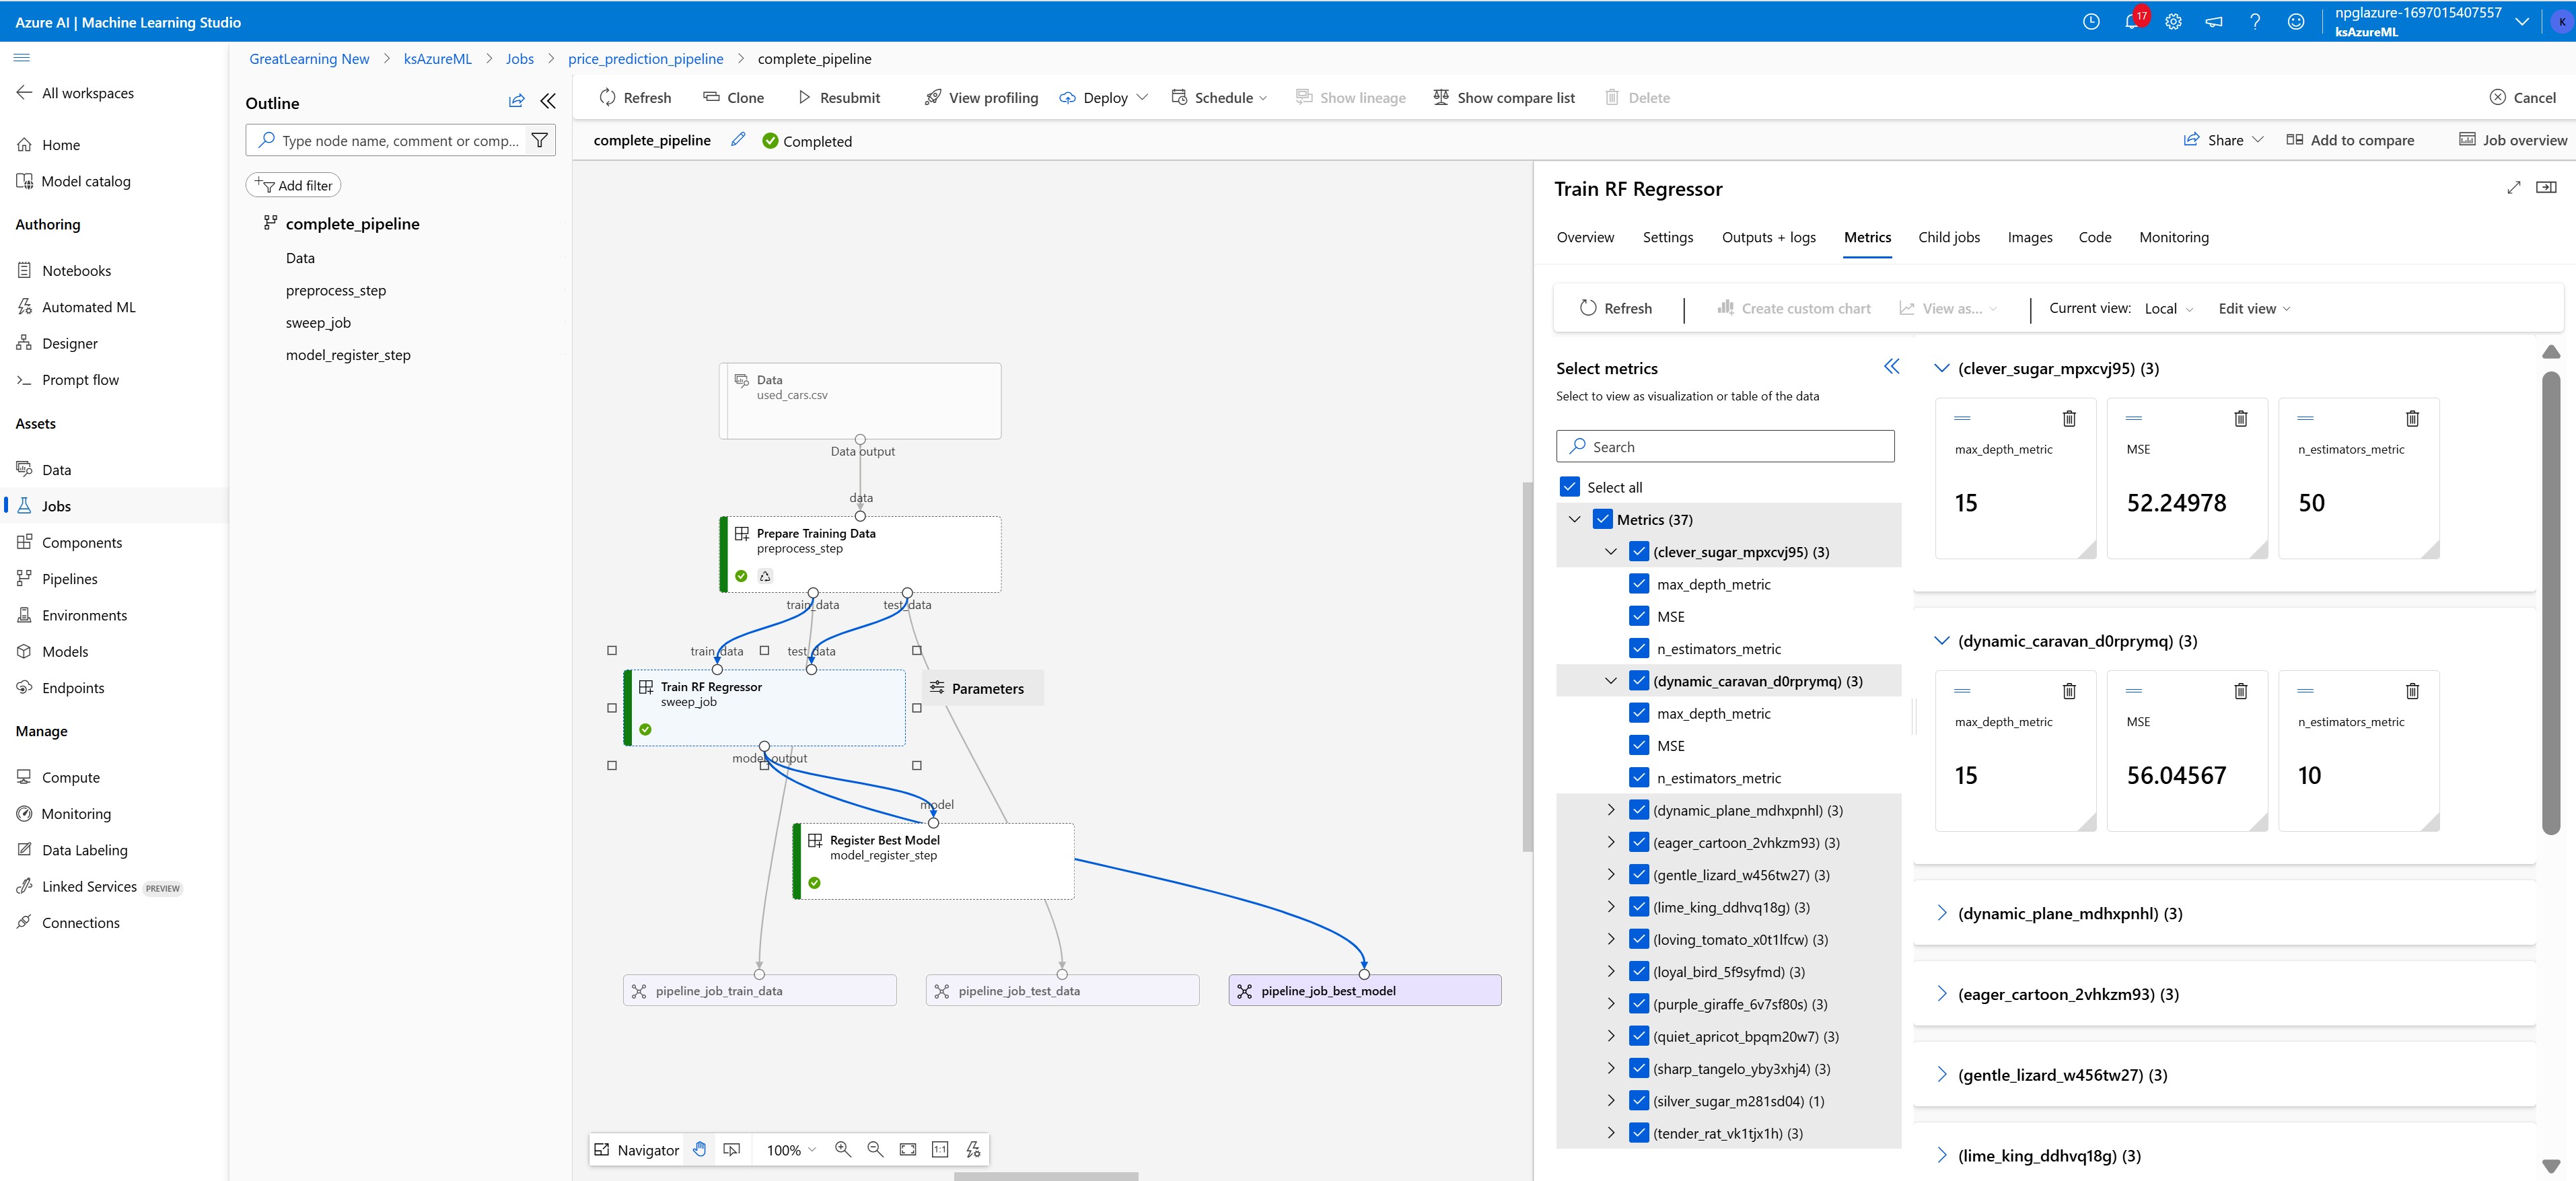 Azure AI | Machine Learning Studio
17
npglazure-1697015407557
ksAzureML
K
All workspaces
Home
Model catalog
Authoring
Notebooks
Automated ML
Designer
Prompt flow
Assets
Data
Jobs
Components
Pipelines
Environments
Models
Endpoints
Manage
Compute
Monitoring
Data Labeling
Linked Services PREVIEW
Connections
GreatLearning New > ksAzureML > Jobs > price_prediction_pipeline > complete_pipeline
Outline
Type node name, comment or comp...
Add filter
complete_pipeline
Data
preprocess_step
sweep_job
model_register_step
Refresh Clone Resubmit View profiling Deploy Schedule Show lineage Show compare list Delete Cancel
complete_pipeline Completed Share Add to compare Job overview
Data
used_cars.csv
Data output
data
Prepare Training Data
preprocess_step
train_data test_data
train_data test_data
Train RF Regressor
sweep_job
Parameters
model_output
model
Register Best Model
model_register_step
pipeline_job_train_data
pipeline_job_test_data
pipeline_job_best_model
Navigator 100% 1:1
Train RF Regressor
Overview Settings Outputs + logs Metrics Child jobs Images Code Monitoring
Refresh | Create custom chart View as... | Current view: Local Edit view
Select metrics
Select to view as visualization or table of the data
Search
Select all
Metrics (37)
(clever_sugar_mpxcvj95) (3)
max_depth_metric
MSE
n_estimators_metric
(dynamic_caravan_d0rprymq) (3)
max_depth_metric
MSE
n_estimators_metric
(dynamic_plane_mdhxpnhl) (3)
(eager_cartoon_2vhkzm93) (3)
(gentle_lizard_w456tw27) (3)
(lime_king_ddhvq18g) (3)
(loving_tomato_x0t1lfcw) (3)
(loyal_bird_5f9syfmd) (3)
(purple_giraffe_6v7sf80s) (3)
(quiet_apricot_bpqm20w7) (3)
(sharp_tangelo_yby3xhj4) (3)
(silver_sugar_m281sd04) (1)
(tender_rat_vk1tjx1h) (3)
(clever_sugar_mpxcvj95) (3)
max_depth_metric MSE n_estimators_metric
15 52.24978 50
(dynamic_caravan_d0rprymq) (3)
max_depth_metric MSE n_estimators_metric
15 56.04567 10
(dynamic_plane_mdhxpnhl) (3)
(eager_cartoon_2vhkzm93) (3)
(gentle_lizard_w456tw27) (3)
(lime_king_ddhvq18g) (3)